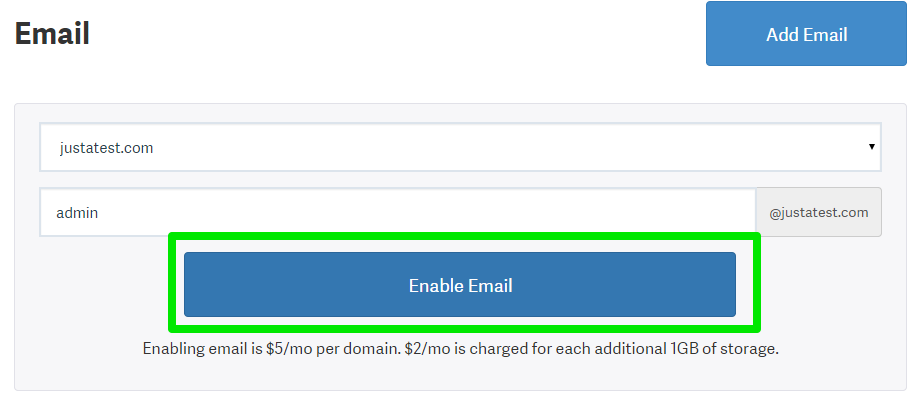 Email
Add Email
justatest.com
admin
@justatest.com
Enable Email
Enabling email is $5/mo per domain. $2/mo is charged for each additional 1GB of storage.